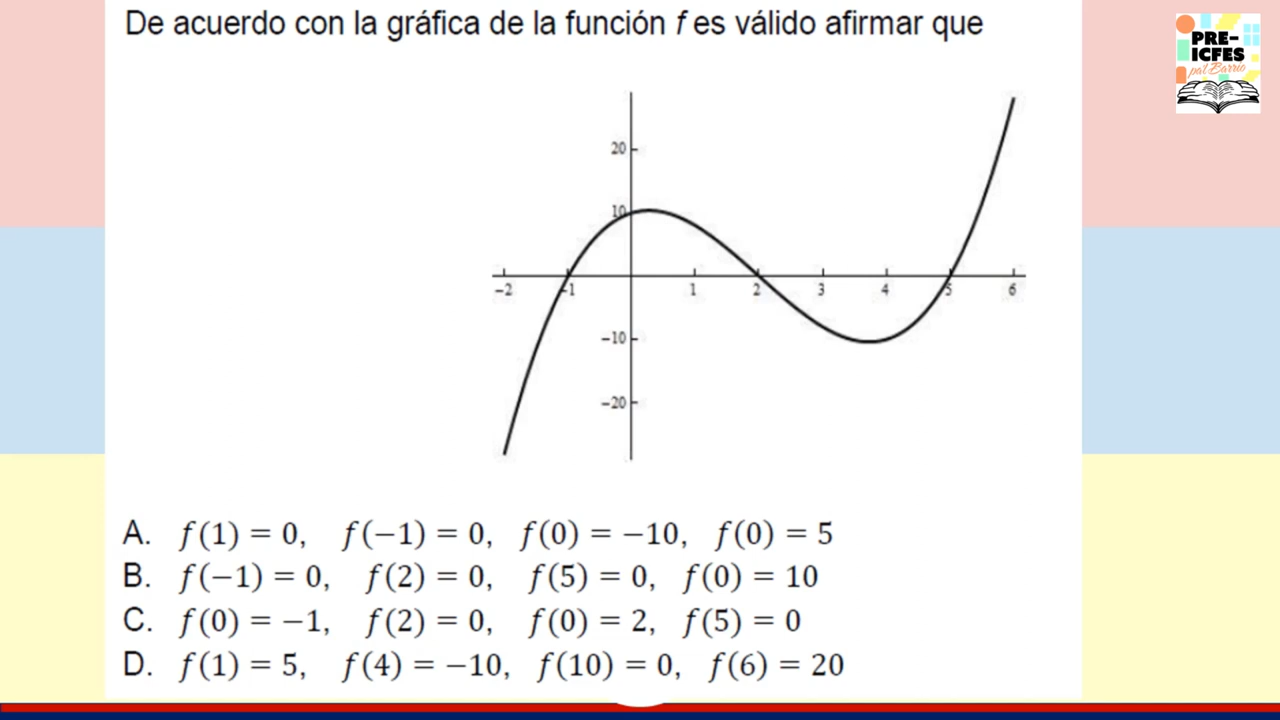 De acuerdo con la gráfica de la función f es válido afirmar que
PRE-
ICFES
pal Barrio
20
10
−2 −1 1 2 3 4 5 6
−10
−20
A. f(1) = 0, f(−1) = 0, f(0) = −10, f(0) = 5
B. f(−1) = 0, f(2) = 0, f(5) = 0, f(0) = 10
C. f(0) = −1, f(2) = 0, f(0) = 2, f(5) = 0
D. f(1) = 5, f(4) = −10, f(10) = 0, f(6) = 20